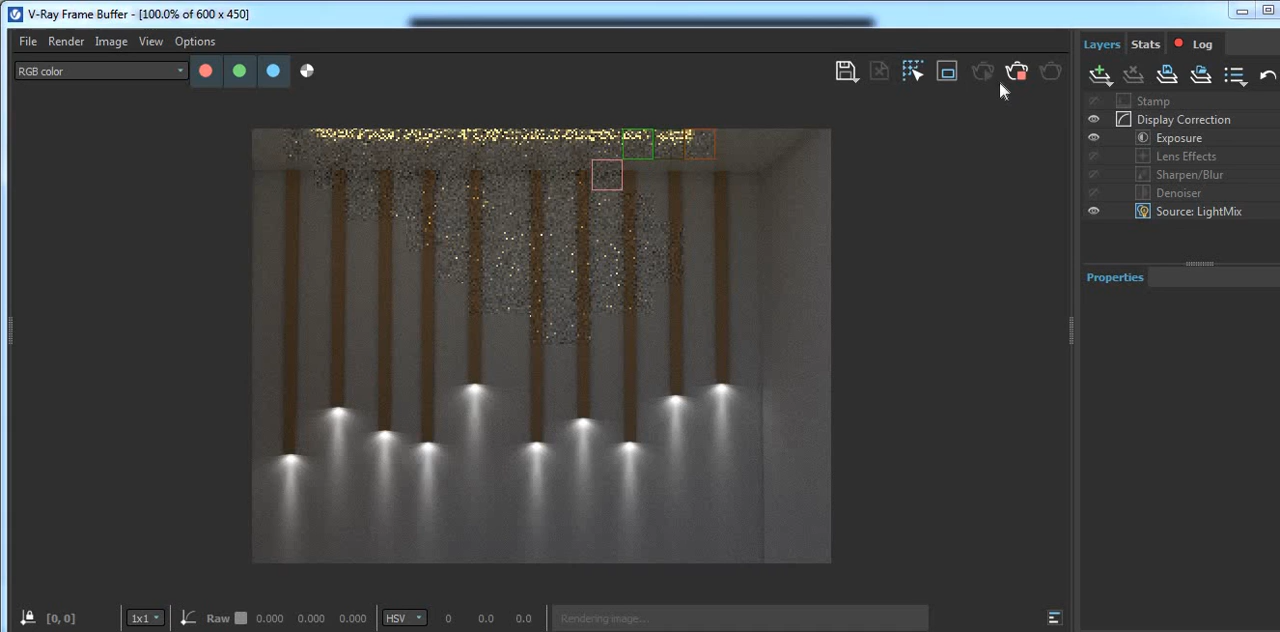 V-Ray Frame Buffer - [100.0% of 600 x 450]
File Render Image View Options
Layers Stats Log
RGB color
Stamp
Display Correction
Exposure
Lens Effects
Sharpen/Blur
Denoiser
Source: LightMix
Properties
[0, 0] 1x1 Raw 0.000 0.000 0.000 HSV 0 0.0 0.0 Rendering image...